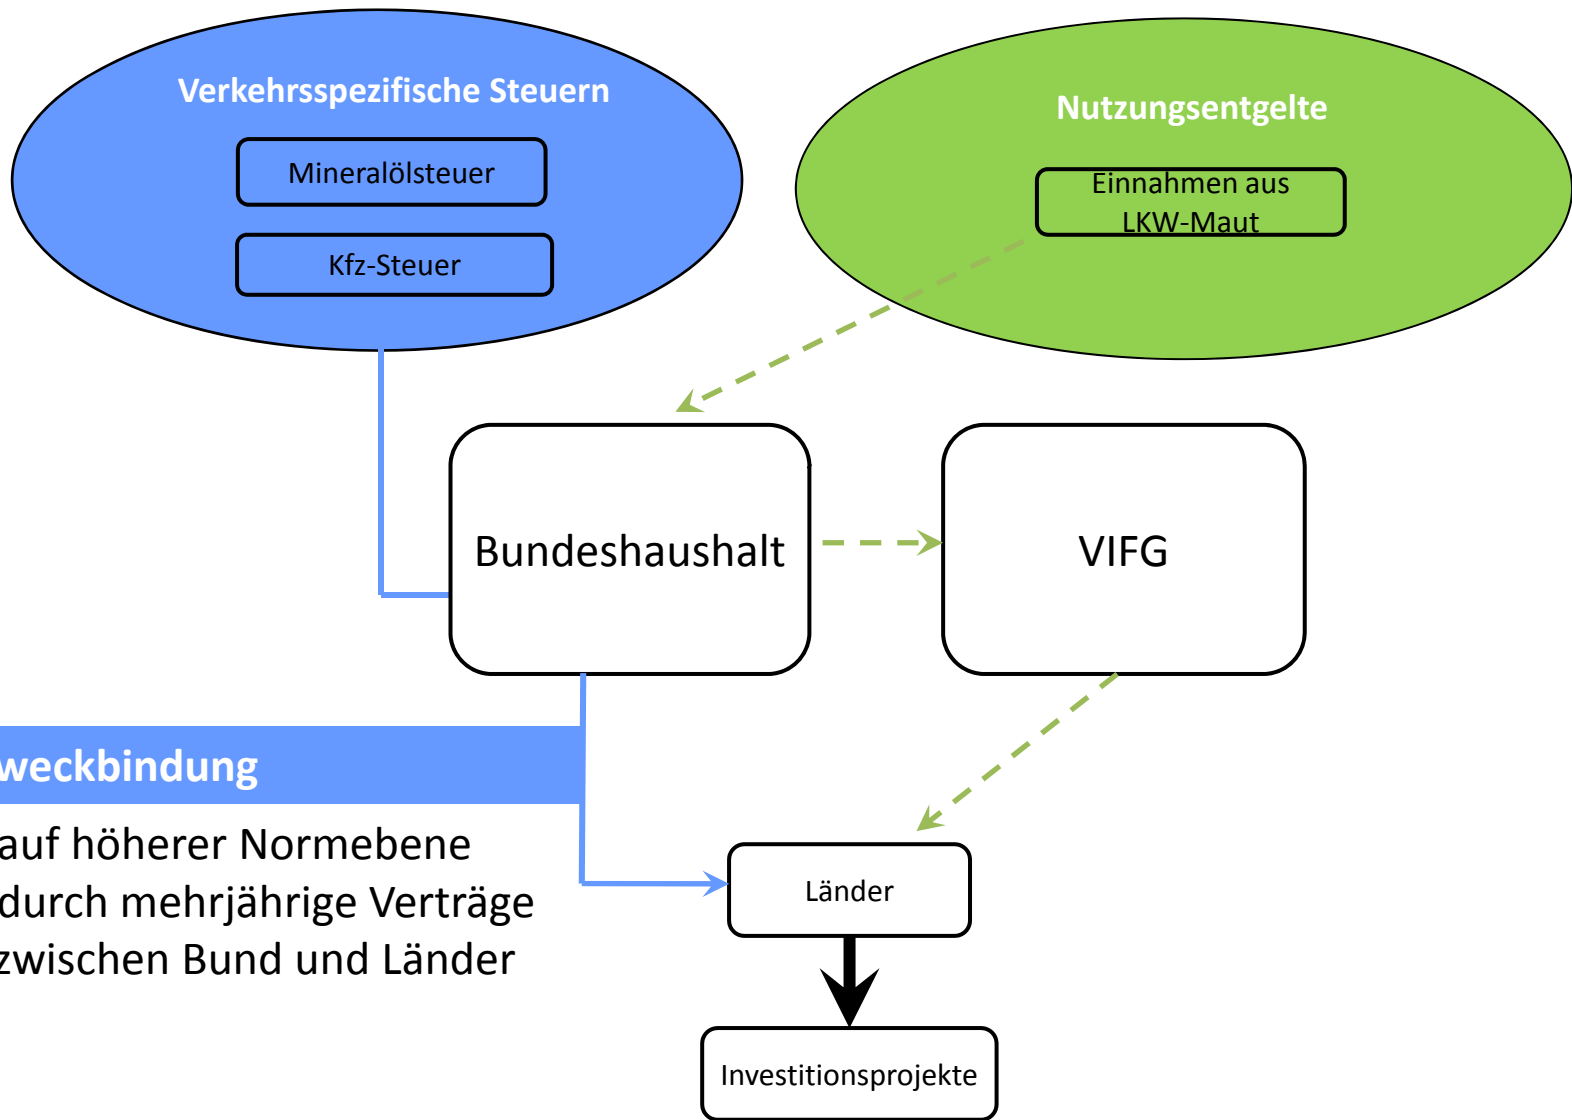 Verkehrsspezifische Steuern
Mineralölsteuer
Kfz-Steuer
Nutzungsentgelte
Einnahmen aus
LKW-Maut
Bundeshaushalt
VIFG
weckbindung
auf höherer Normebene
durch mehrjährige Verträge
zwischen Bund und Länder
Länder
Investitionsprojekte